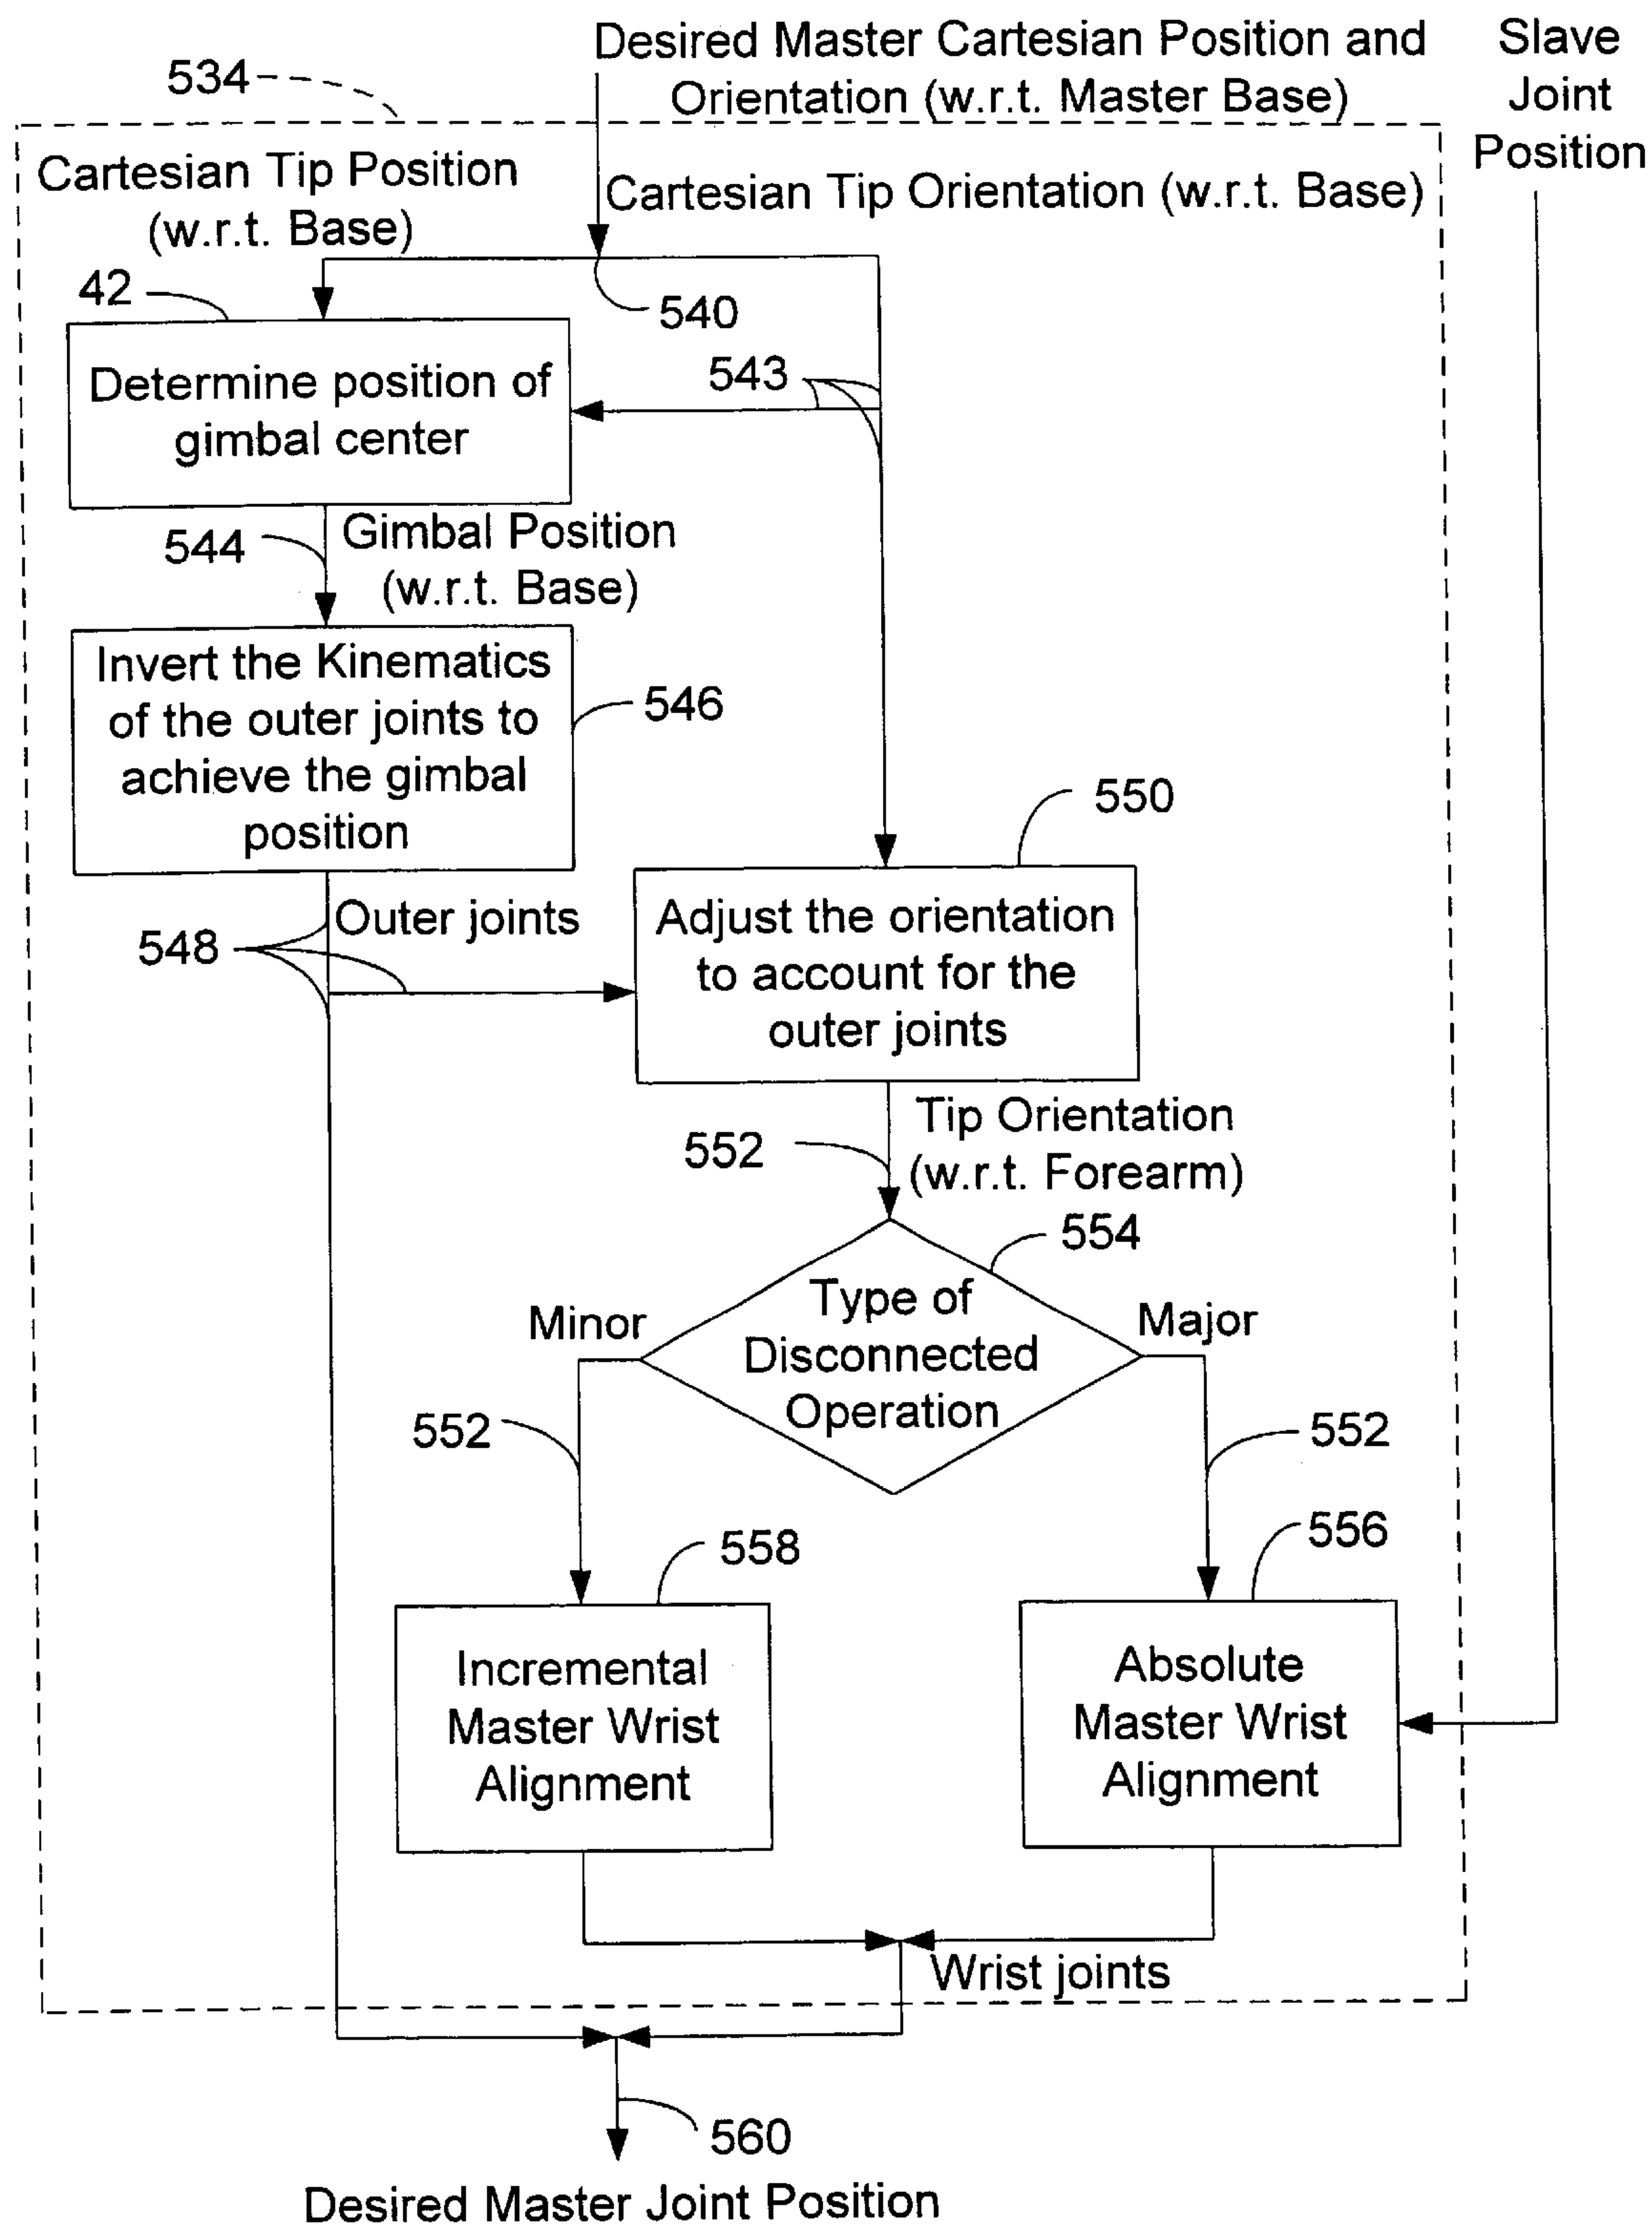 Desired Master Cartesian Position and
Orientation (w.r.t. Master Base)
Slave
Joint
Position
534
Cartesian Tip Position
(w.r.t. Base)
Cartesian Tip Orientation (w.r.t. Base)
42
540
Determine position of
gimbal center
543
544
Gimbal Position
(w.r.t. Base)
Invert the Kinematics
of the outer joints to
achieve the gimbal
position
546
550
548
Outer joints
Adjust the orientation
to account for the
outer joints
552
Tip Orientation
(w.r.t. Forearm)
554
Minor
Type of
Disconnected
Operation
Major
552
552
558
556
Incremental
Master Wrist
Alignment
Absolute
Master Wrist
Alignment
Wrist joints
560
Desired Master Joint Position